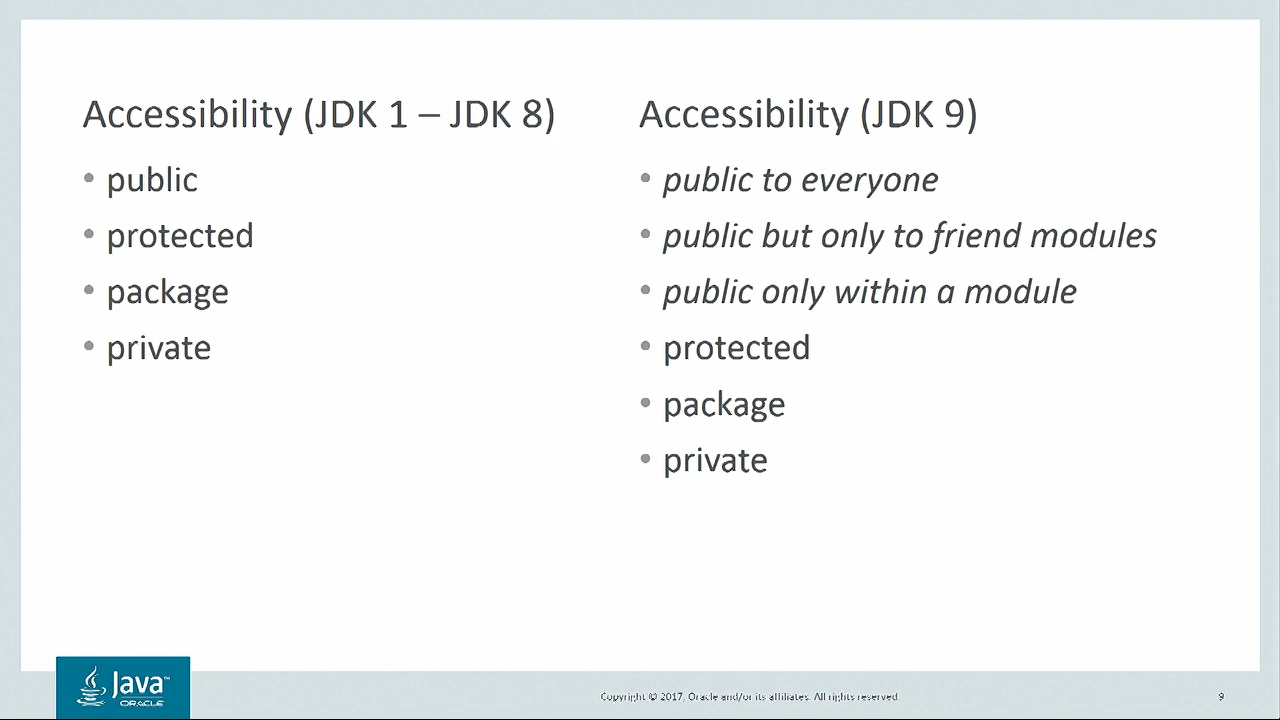 Accessibility (JDK 1 – JDK 8)
• public
• protected
• package
• private
Accessibility (JDK 9)
• public to everyone
• public but only to friend modules
• public only within a module
• protected
• package
• private
Java™
ORACLE
Copyright © 2017, Oracle and/or its affiliates. All rights reserved.
9